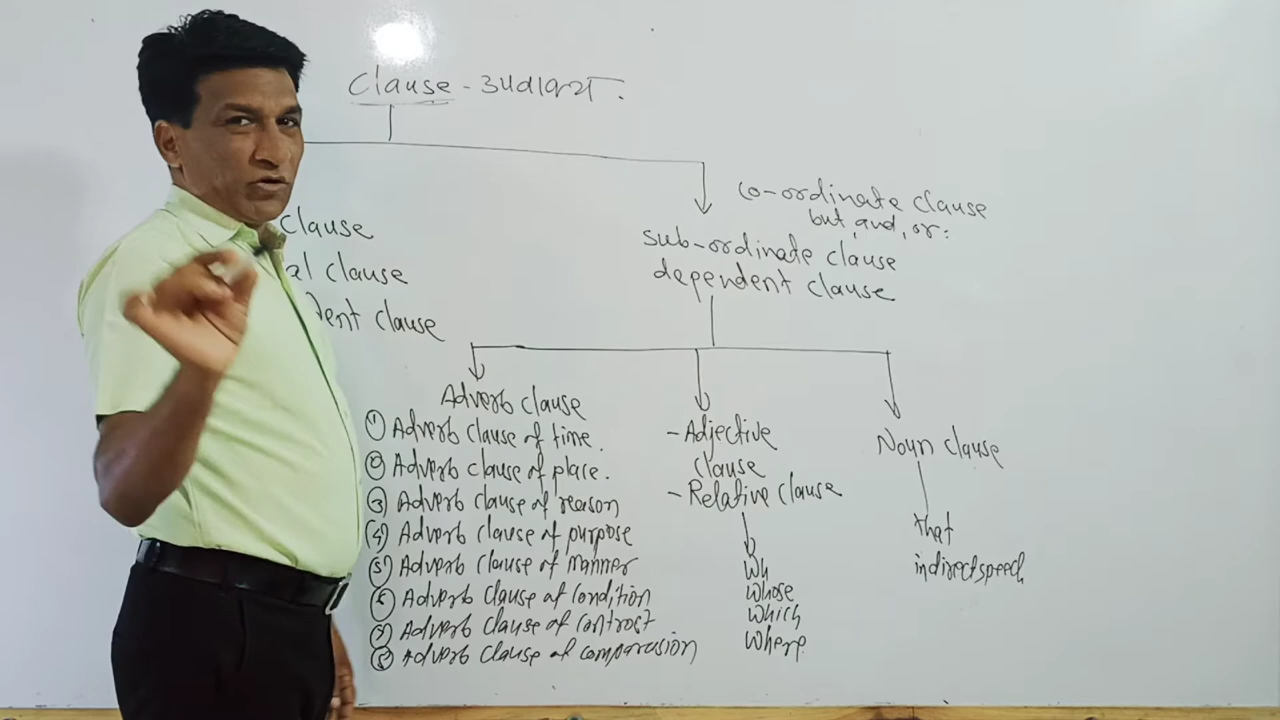 clause - उपवाक्य.
clause
al clause
dent clause
co-ordinate clause
but, and, or:
sub-ordinate clause
dependent clause
Adverb clause
① Adverb clause of time.
② Adverb clause of place.
③ Adverb clause of reason
④ Adverb clause of purpose
⑤ Adverb clause of Manner
⑥ Adverb clause of condition
⑦ Adverb clause of contrast
⑧ Adverb clause of comparasion
- Adjective
clause
- Relative clause
Wh
Whose
Which
Where
Noun clause
that
indirect speech